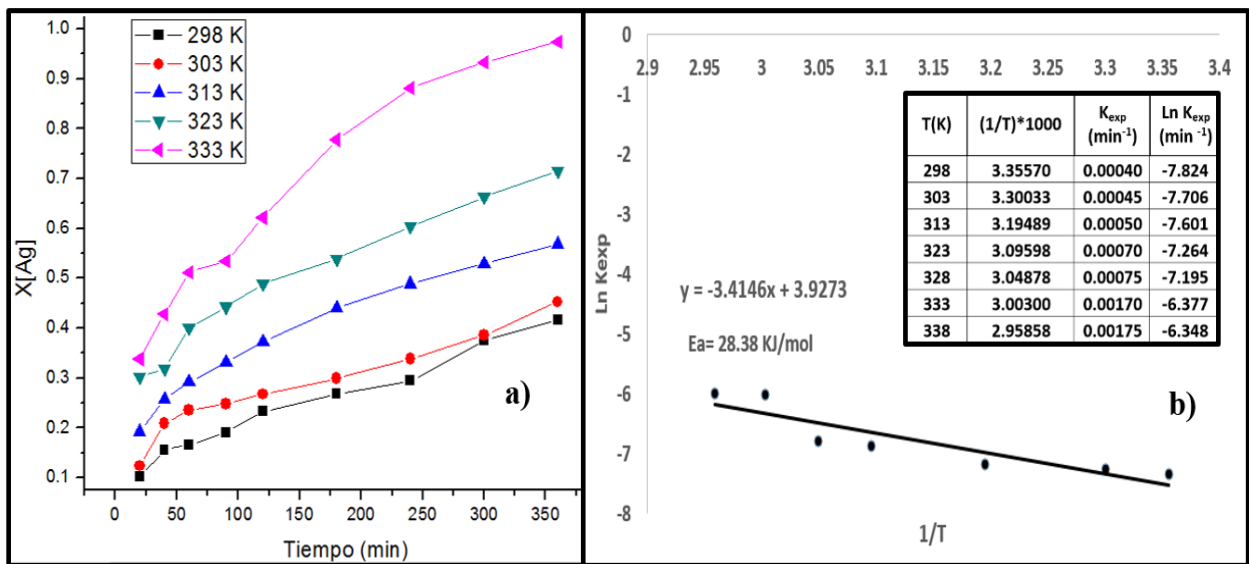 1.0
0.9
0.8
0.7
0.6
0.5
0.4
0.3
0.2
0.1
X[Ag]
298 K
303 K
313 K
323 K
333 K
a)
0 50 100 150 200 250 300 350
Tiempo (min)
0
2.9 2.95 3 3.05 3.1 3.15 3.2 3.25 3.3 3.35 3.4
-1
-2
-3
-4
-5
-6
-7
-8
Ln Kexp
T(K) (1/T)*1000 Kexp (min-1) Ln Kexp (min -1)
298 3.35570 0.00040 -7.824
303 3.30033 0.00045 -7.706
313 3.19489 0.00050 -7.601
323 3.09598 0.00070 -7.264
328 3.04878 0.00075 -7.195
333 3.00300 0.00170 -6.377
338 2.95858 0.00175 -6.348
y = -3.4146x + 3.9273
Ea= 28.38 KJ/mol
b)
1/T